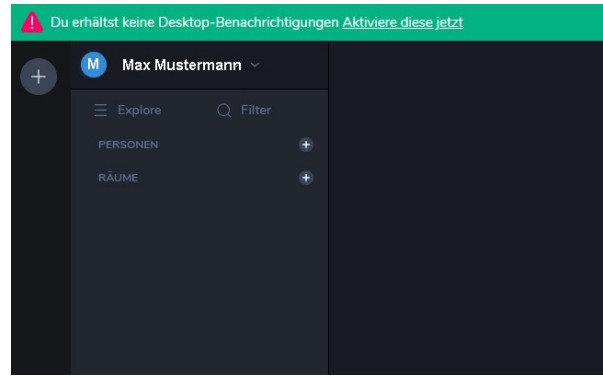 Du erhältst keine Desktop-Benachrichtigungen Aktiviere diese jetzt
M Max Mustermann
Explore Filter
PERSONEN
RÄUME